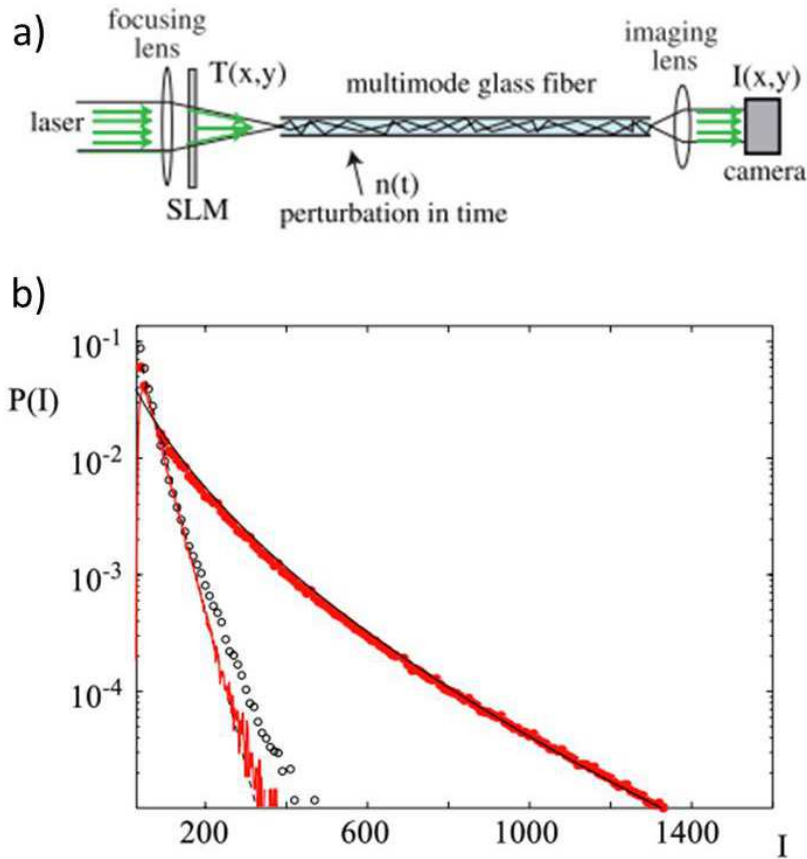 a)
focusing
lens
T(x,y)
multimode glass fiber
imaging
lens
I(x,y)
laser
SLM
n(t)
perturbation in time
camera
b)
10-1
P(I)
10-2
10-3
10-4
200
600
1000
1400
I